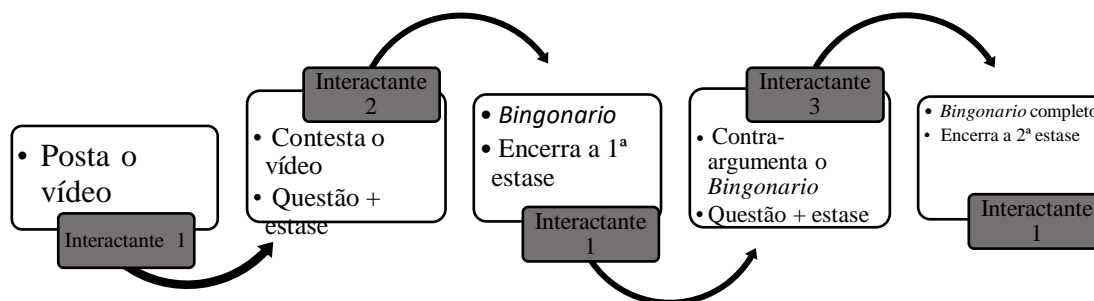 • Posta o
vídeo
Interactante 1
Interactante
2
• Contesta o
vídeo
• Questão +
estase
• Bingonario
• Encerra a 1ª
estase
Interactante
1
Interactante
3
• Contra-
argumenta o
Bingonario
• Questão + estase
• Bingonario completo
• Encerra a 2ª estase
Interactante
1